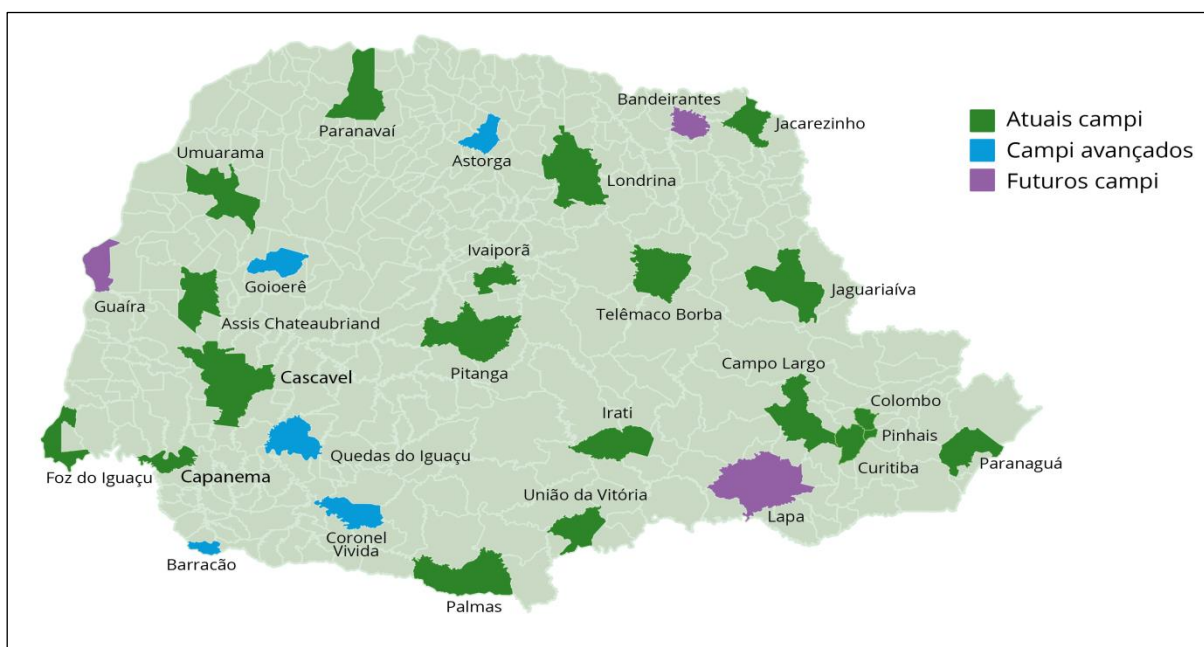 Bandeirantes
Jacarezinho
Paranavaí
Astorga
Umuarama
Londrina
Atuais campi
Campi avançados
Futuros campi
Ivaiporã
Guaíra
Goioerê
Assis Chateaubriand
Telêmaco Borba
Jaguariaíva
Pitanga
Cascavel
Campo Largo
Colombo
Irati
Pinhais
Curitiba
Paranaguá
Foz do Iguaçu
Capanema
Quedas do Iguaçu
União da Vitória
Lapa
Coronel
Vivida
Barracão
Palmas